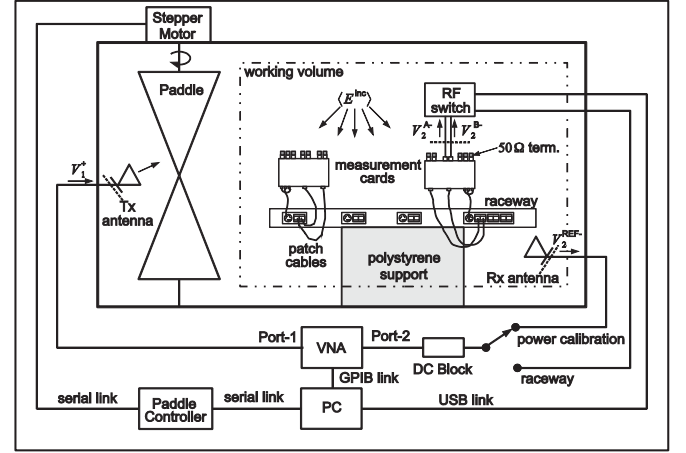 Stepper
Motor
Paddle
working volume
⟨E^inc⟩
RF
switch
V_2^A- V_2^B-
50 Ω term.
measurement
cards
V_1^+
Tx
antenna
raceway
patch
cables
polystyrene
support
V_2^REF-
Rx antenna
Port-1
VNA
Port-2
DC Block
power calibration
raceway
GPIB link
serial link
Paddle
Controller
serial link
PC
USB link